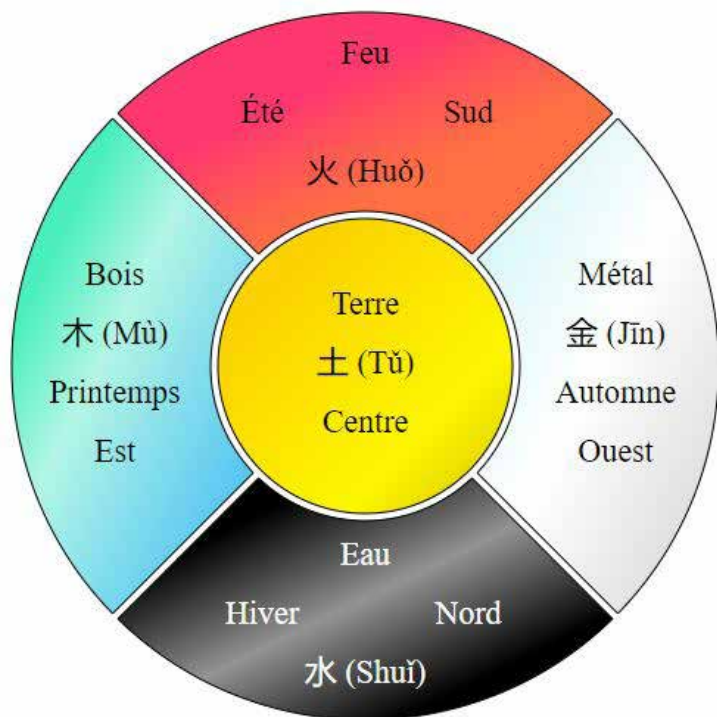 Feu
Été Sud
火 (Huǒ)
Bois
木 (Mù)
Printemps
Est
Terre
土 (Tǔ)
Centre
Métal
金 (Jīn)
Automne
Ouest
Eau
Hiver Nord
水 (Shuǐ)